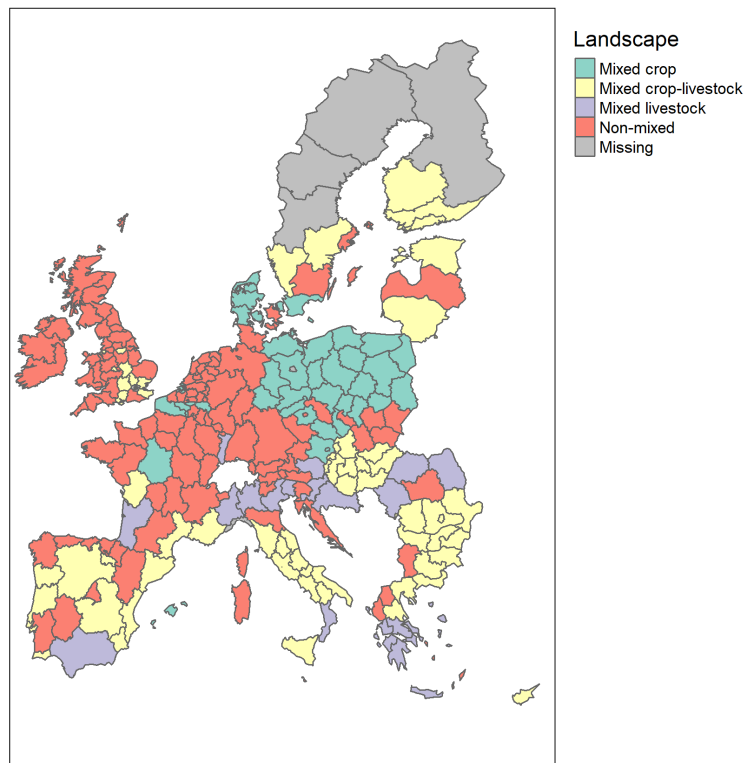 Landscape
Mixed crop
Mixed crop-livestock
Mixed livestock
Non-mixed
Missing